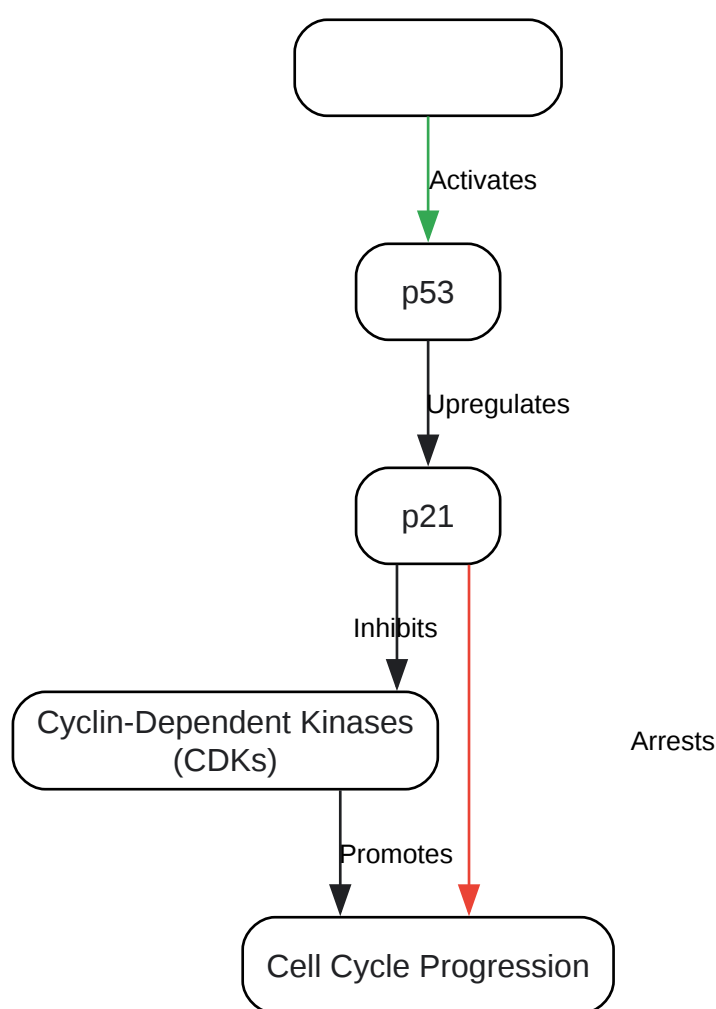 Activates
p53
Upregulates
p21
Inhibits
Cyclin-Dependent Kinases
(CDKs)
Arrests
Promotes
Cell Cycle Progression